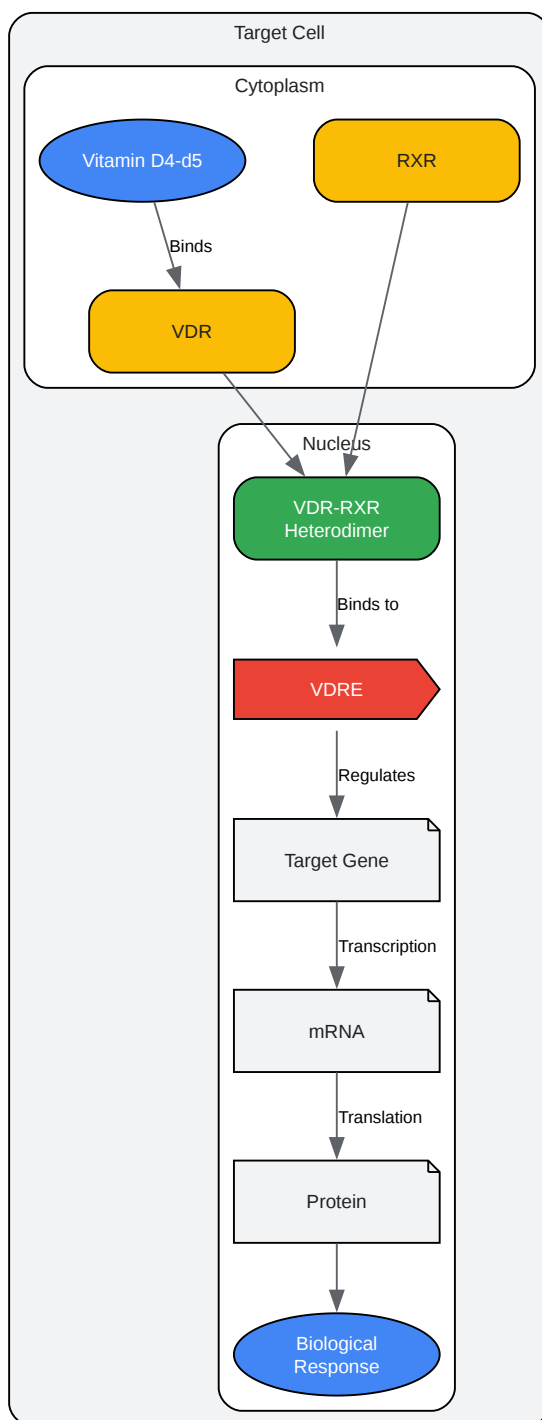 Target Cell
Cytoplasm
Vitamin D4-d5
RXR
Binds
VDR
Nucleus
VDR-RXR
Heterodimer
Binds to
VDRE
Regulates
Target Gene
Transcription
mRNA
Translation
Protein
Biological
Response